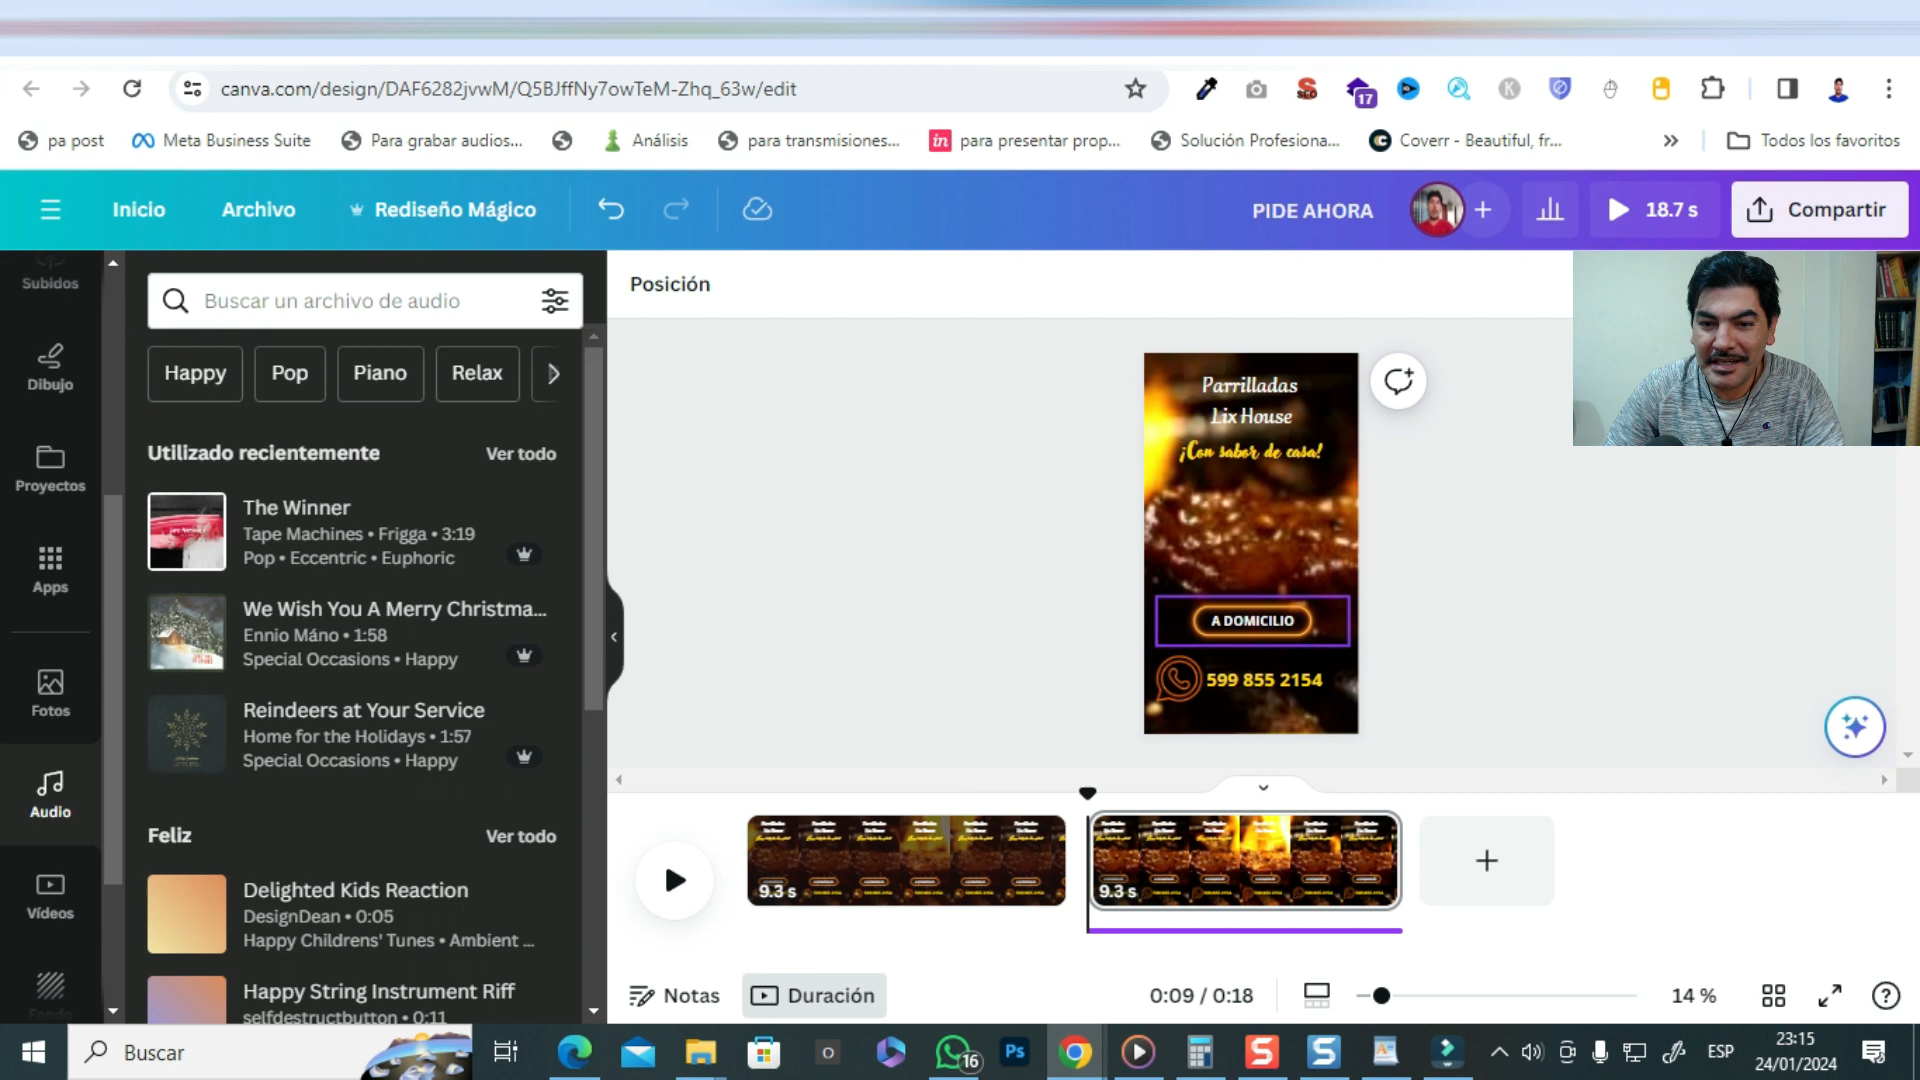 canva.com/design/DAF6282jvwM/Q5BJffNy7owTeM-Zhq_63w/edit
SEO
17
K
pa post
Meta Business Suite
Para grabar audios...
Análisis
para transmisiones...
in
para presentar prop...
Solución Profesiona...
Coverr - Beautiful, fr...
Todos los favoritos
Inicio
Archivo
Rediseño Mágico
PIDE AHORA
18.7 s
Compartir
Subidos
Dibujo
Proyectos
Apps
Fotos
Audio
Vídeos
Buscar un archivo de audio
Happy
Pop
Piano
Relax
Utilizado recientemente
Ver todo
The Winner
Tape Machines • Frigga • 3:19
Pop • Eccentric • Euphoric
We Wish You A Merry Christma...
Ennio Máno • 1:58
Special Occasions • Happy
Reindeers at Your Service
Home for the Holidays • 1:57
Special Occasions • Happy
Feliz
Ver todo
Delighted Kids Reaction
DesignDean • 0:05
Happy Childrens' Tunes • Ambient ...
Happy String Instrument Riff
selfdestructbutton • 0:11
Posición
Parrilladas
Lix House
¡Con sabor de casa!
A DOMICILIO
599 855 2154
9.3 s
9.3 s
Notas
Duración
0:09 / 0:18
14 %
Buscar
16
Ps
S
S
ESP
23:15
24/01/2024